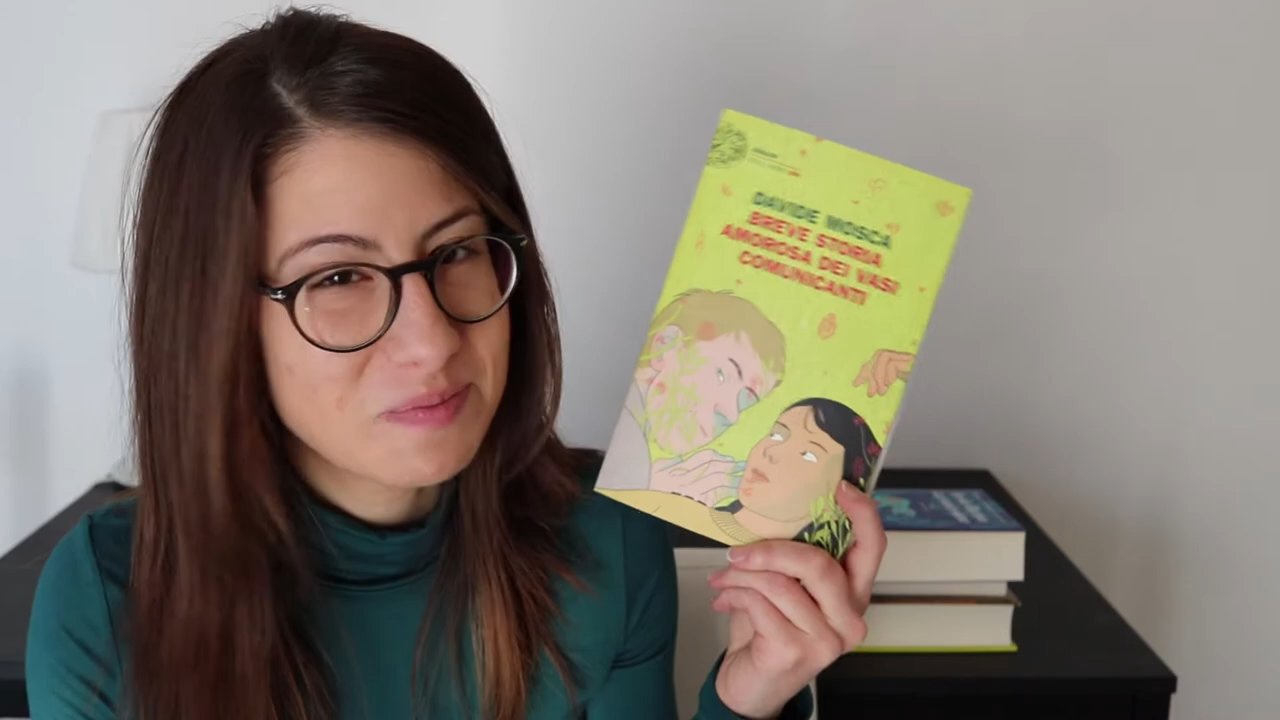 DAVIDE MOSCA
BREVE STORIA
AMOROSA DEI VASI
COMUNICANTI